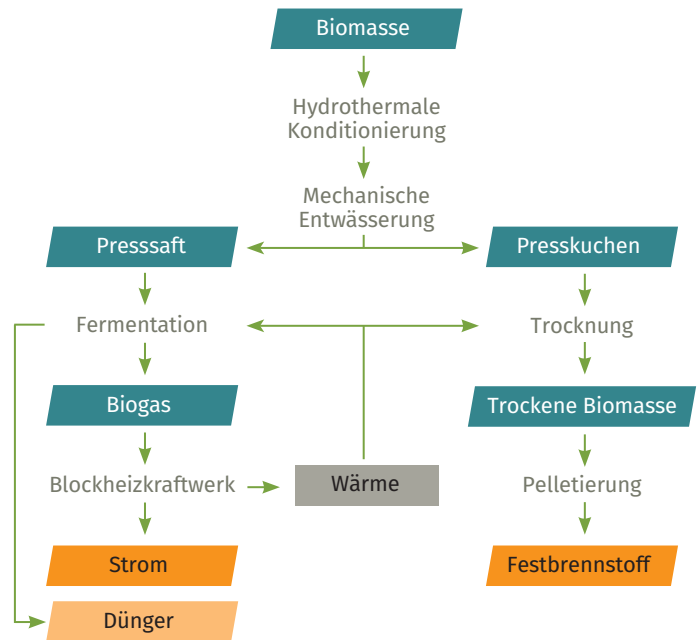 Biomasse
Hydrothermale
Konditionierung
Mechanische
Entwässerung
Presssaft
Presskuchen
Fermentation
Trocknung
Biogas
Trockene Biomasse
Blockheizkraftwerk
Wärme
Pelletierung
Strom
Festbrennstoff
Dünger